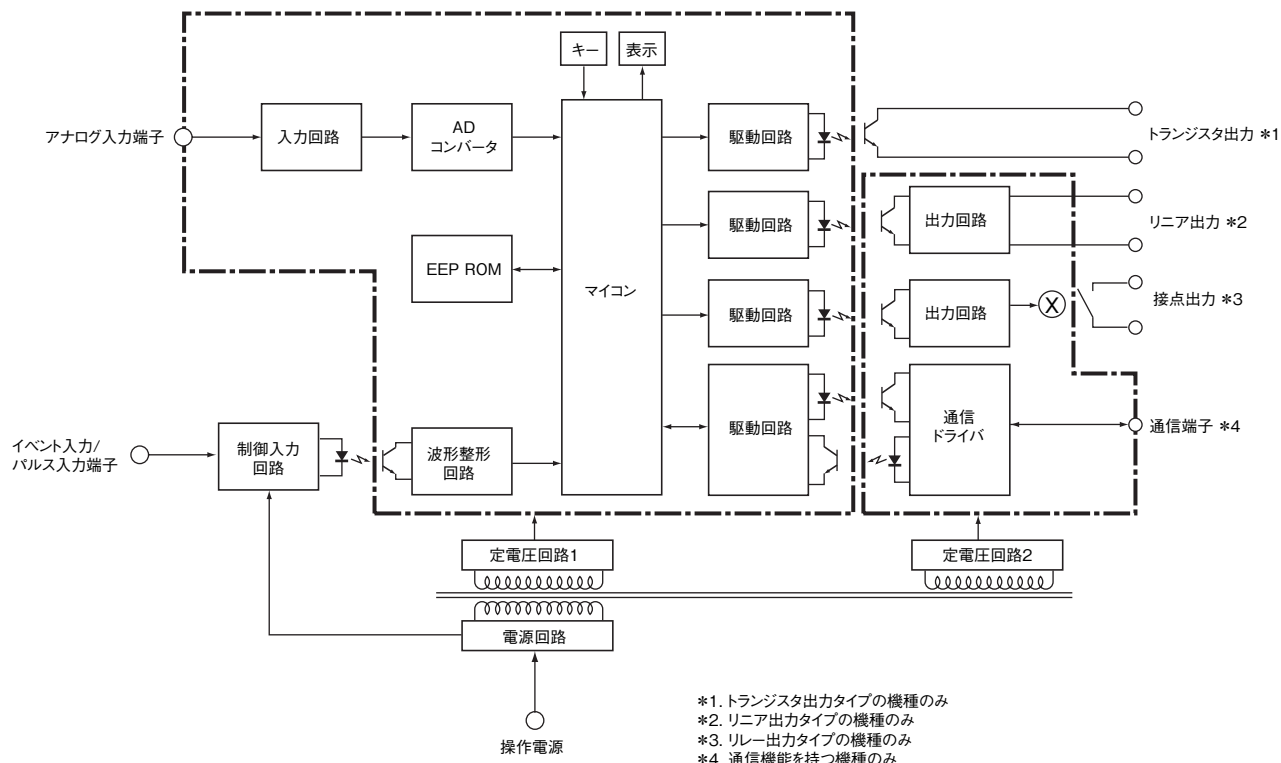 キー
表示
アナログ入力端子
入力回路
AD
コンバータ
駆動回路
トランジスタ出力 *1
駆動回路
出力回路
リニア出力 *2
EEP ROM
マイコン
駆動回路
出力回路
X
接点出力 *3
イベント入力/
パルス入力端子
制御入力
回路
波形整形
回路
駆動回路
通信
ドライバ
通信端子 *4
定電圧回路1
定電圧回路2
電源回路
操作電源
*1. トランジスタ出力タイプの機種のみ
*2. リニア出力タイプの機種のみ
*3. リレー出力タイプの機種のみ
*4. 通信機能を持つ機種のみ